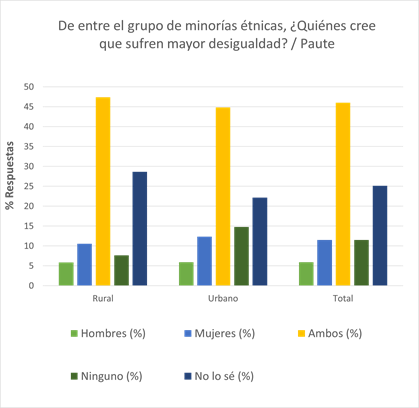 De entre el grupo de minorías étnicas, ¿Quiénes cree
que sufren mayor desigualdad? / Paute
50
45
40
35
30
25
20
15
10
5
0
% Respuestas
Rural Urbano Total
Hombres (%) Mujeres (%) Ambos (%)
Ninguno (%) No lo sé (%)